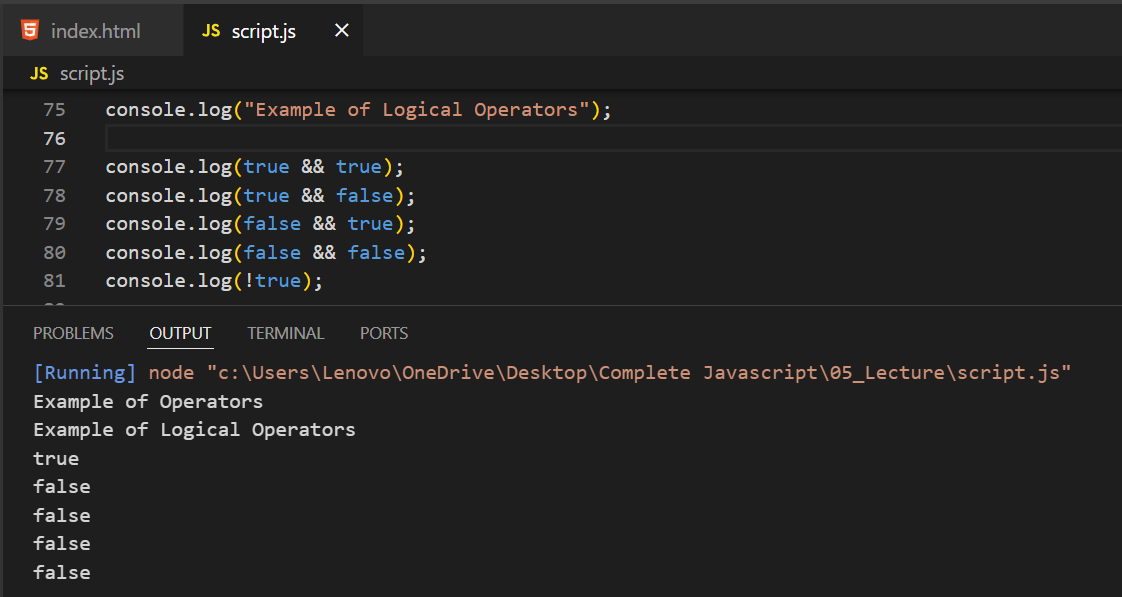 index.html JS script.js ×
JS script.js
75 console.log("Example of Logical Operators");
76
77 console.log(true && true);
78 console.log(true && false);
79 console.log(false && true);
80 console.log(false && false);
81 console.log(!true);
PROBLEMS OUTPUT TERMINAL PORTS
[Running] node "c:\Users\Lenovo\OneDrive\Desktop\Complete Javascript\05_Lecture\script.js"
Example of Operators
Example of Logical Operators
true
false
false
false
false